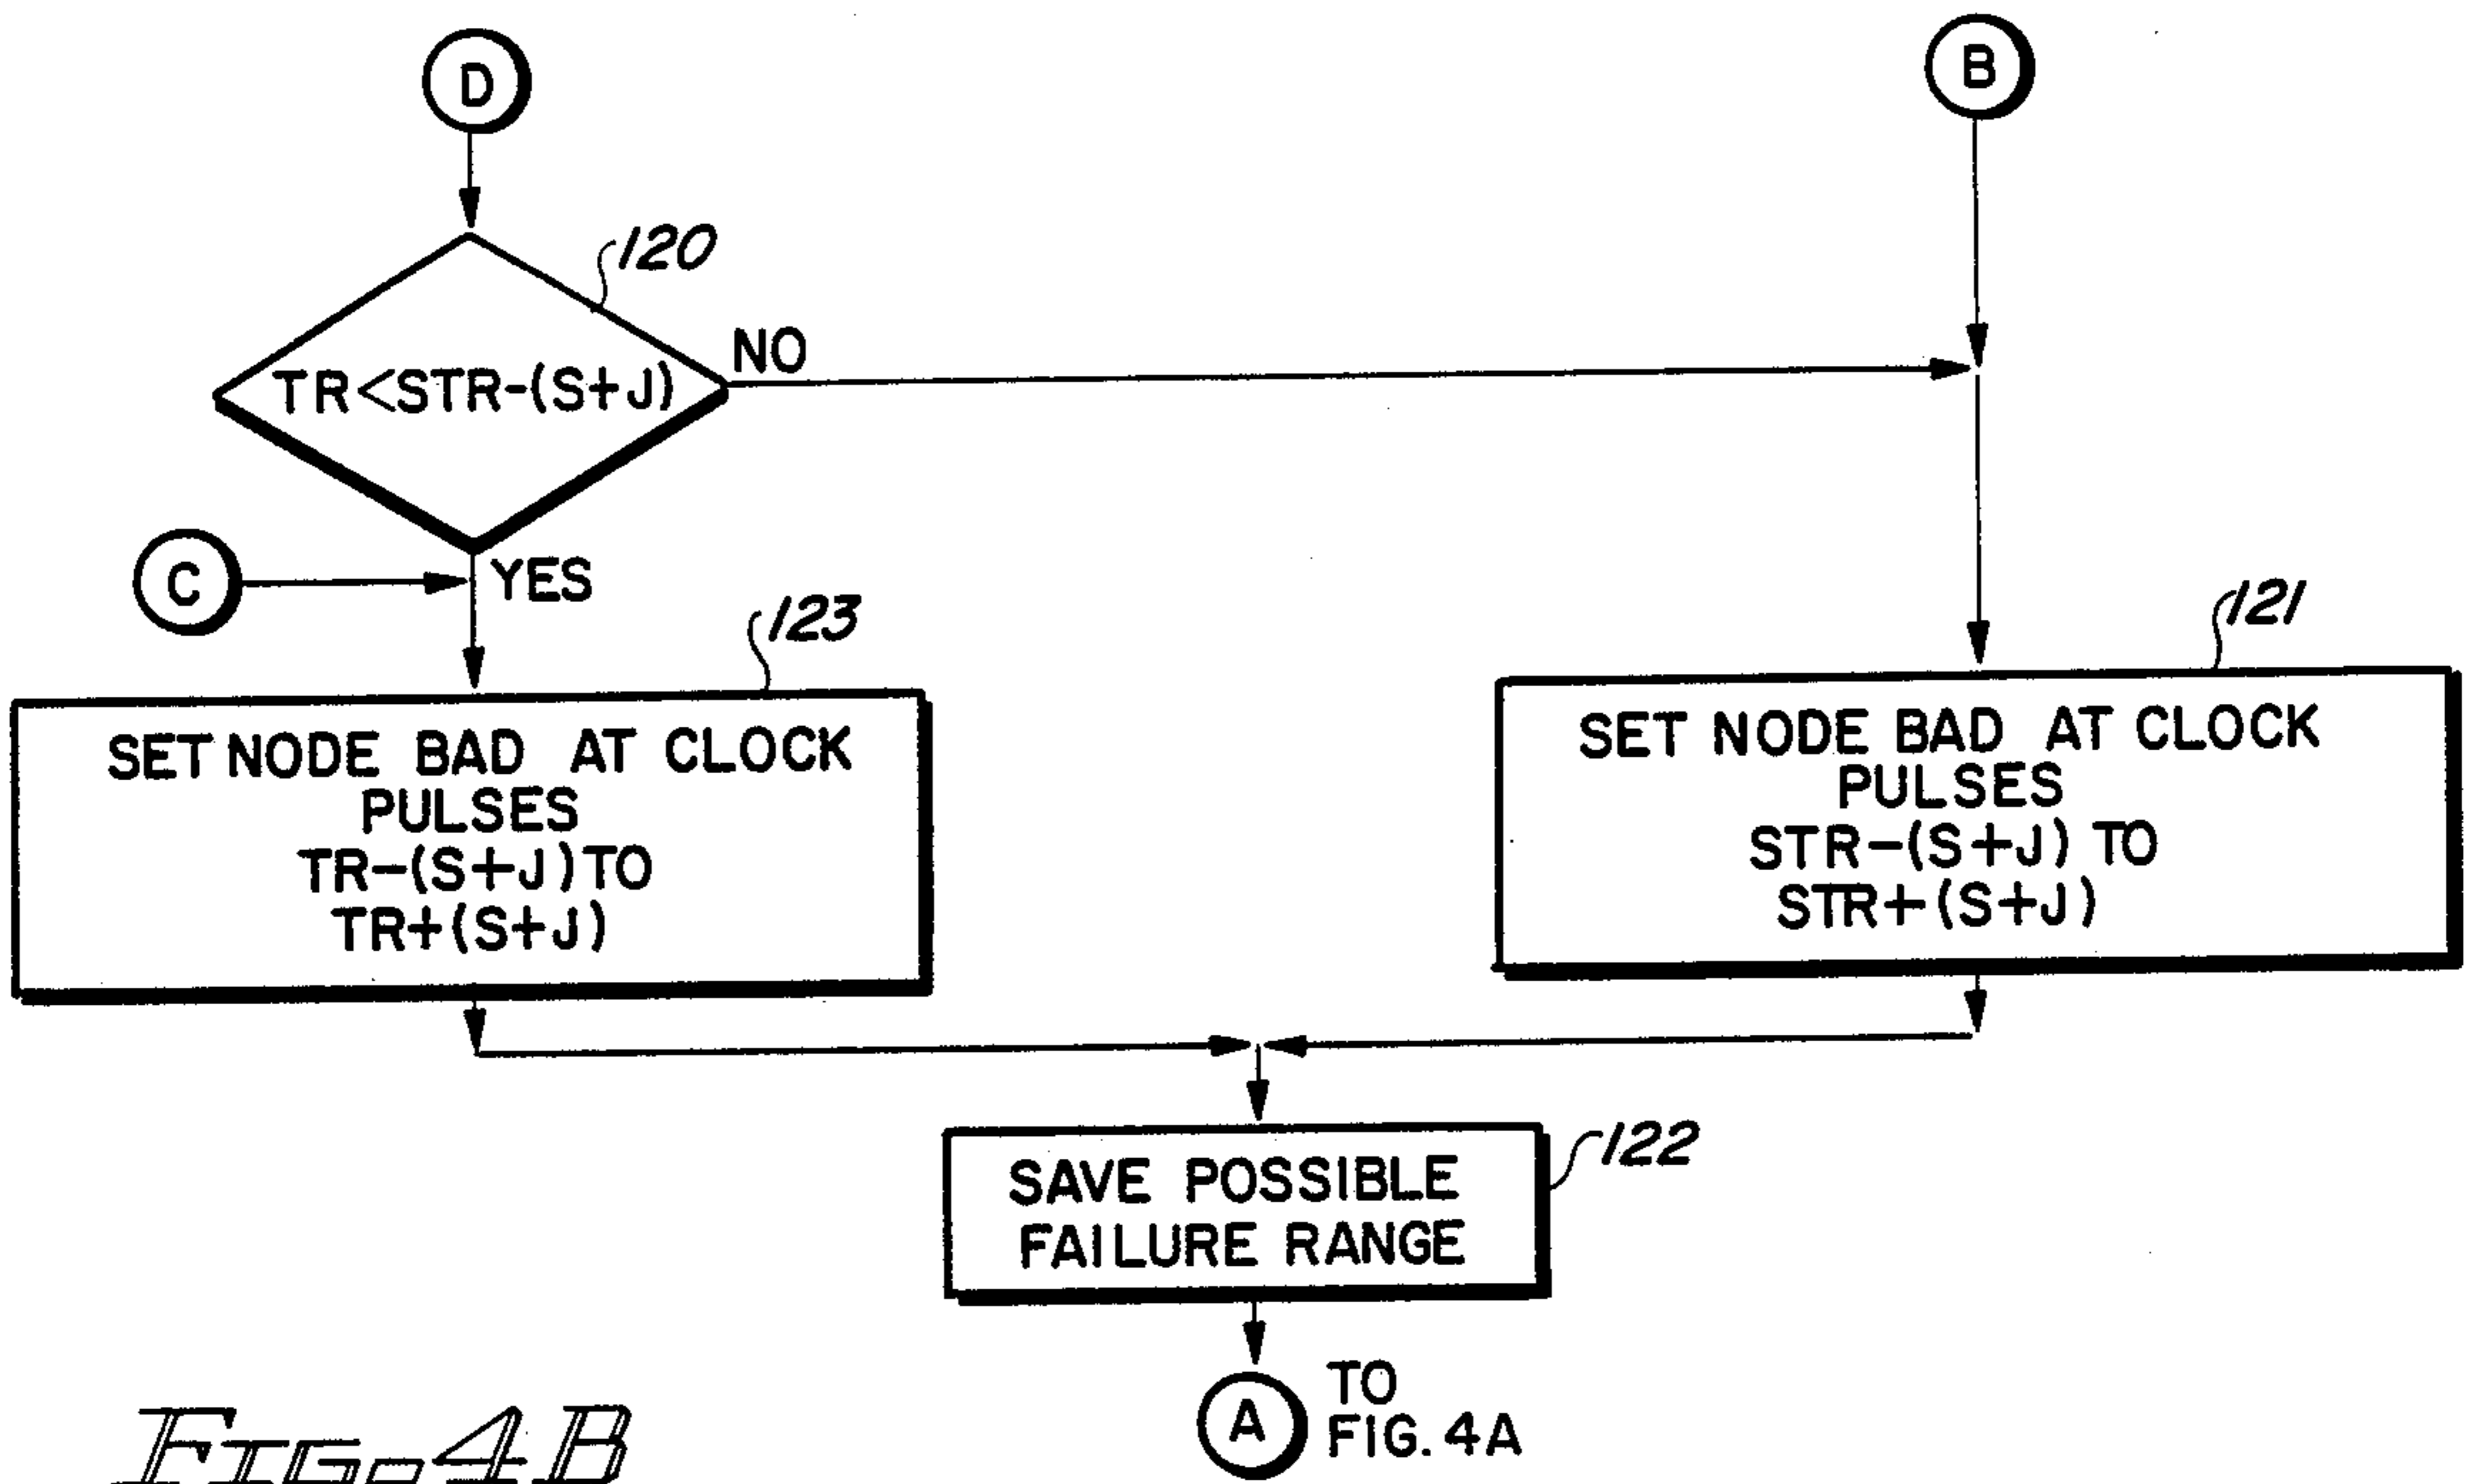 D
B
120
NO
TR<STR-(S+J)
C
YES
123
121
SET NODE BAD AT CLOCK
PULSES
TR-(S+J) TO
TR+(S+J)
SET NODE BAD AT CLOCK
PULSES
STR-(S+J) TO
STR+(S+J)
122
SAVE POSSIBLE
FAILURE RANGE
A
TO
FIG. 4A
FIG-4B